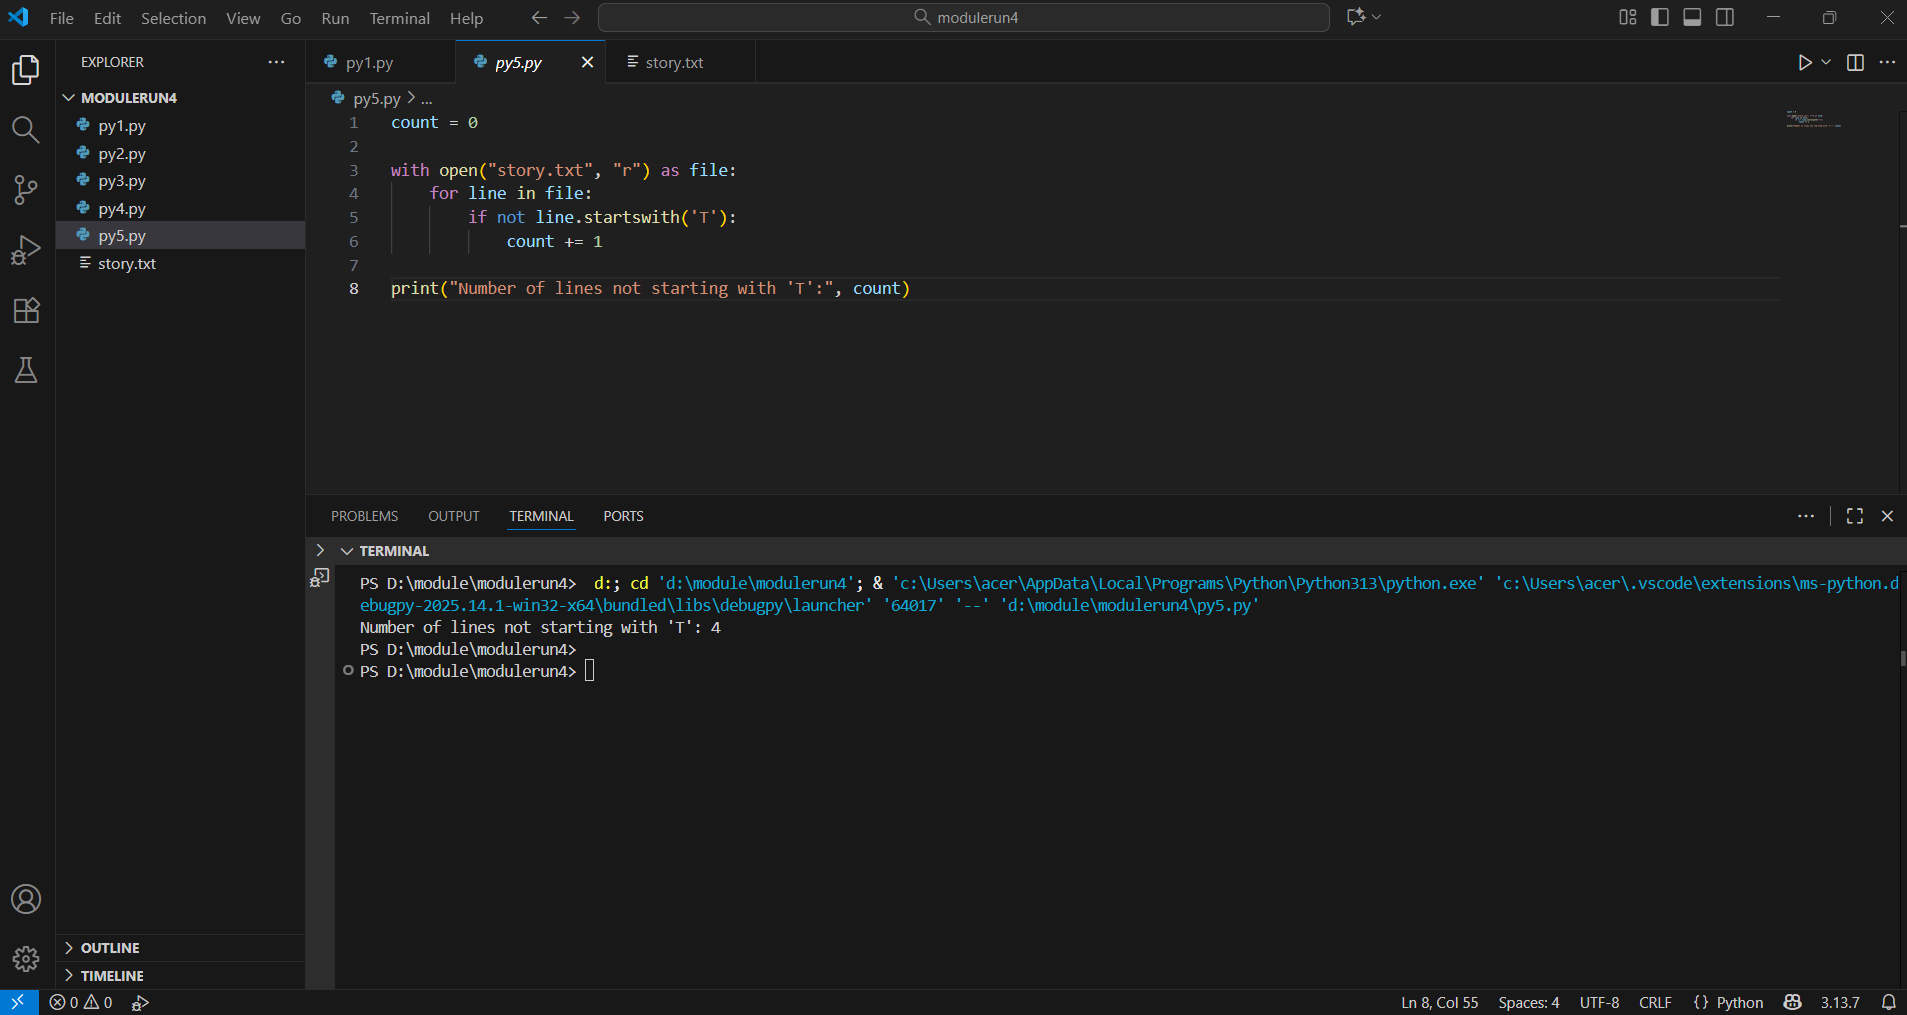 File Edit Selection View Go Run Terminal Help
modulerun4
EXPLORER
MODULERUN4
py1.py
py2.py
py3.py
py4.py
py5.py
story.txt
OUTLINE
TIMELINE
py1.py
py5.py
story.txt
py5.py > ...
1 count = 0
2
3 with open("story.txt", "r") as file:
4 for line in file:
5 if not line.startswith('T'):
6 count += 1
7
8 print("Number of lines not starting with 'T':", count)
PROBLEMS OUTPUT TERMINAL PORTS
TERMINAL
PS D:\module\modulerun4> d:; cd 'd:\module\modulerun4'; & 'c:\Users\acer\AppData\Local\Programs\Python\Python313\python.exe' 'c:\Users\acer\.vscode\extensions\ms-python.d
ebugpy-2025.14.1-win32-x64\bundled\libs\debugpy\launcher' '64017' '--' 'd:\module\modulerun4\py5.py'
Number of lines not starting with 'T': 4
PS D:\module\modulerun4>
PS D:\module\modulerun4>
0 0
Ln 8, Col 55 Spaces: 4 UTF-8 CRLF {} Python 3.13.7